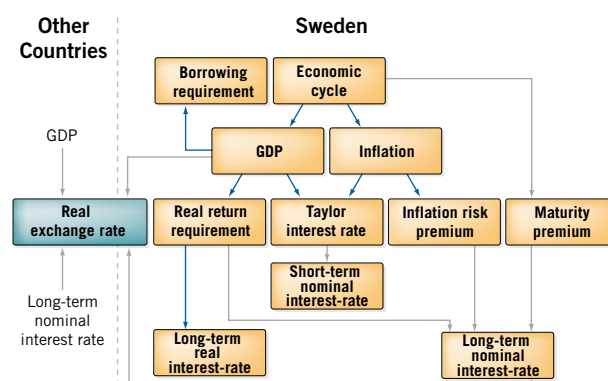 Other
Countries
Sweden
Borrowing
requirement
Economic
cycle
GDP
GDP
Inflation
Real
exchange rate
Real return
requirement
Taylor
interest rate
Inflation risk
premium
Maturity
premium
Short-term
nominal
interest-rate
Long-term
nominal
interest rate
Long-term
real
interest-rate
Long-term
nominal
interest-rate